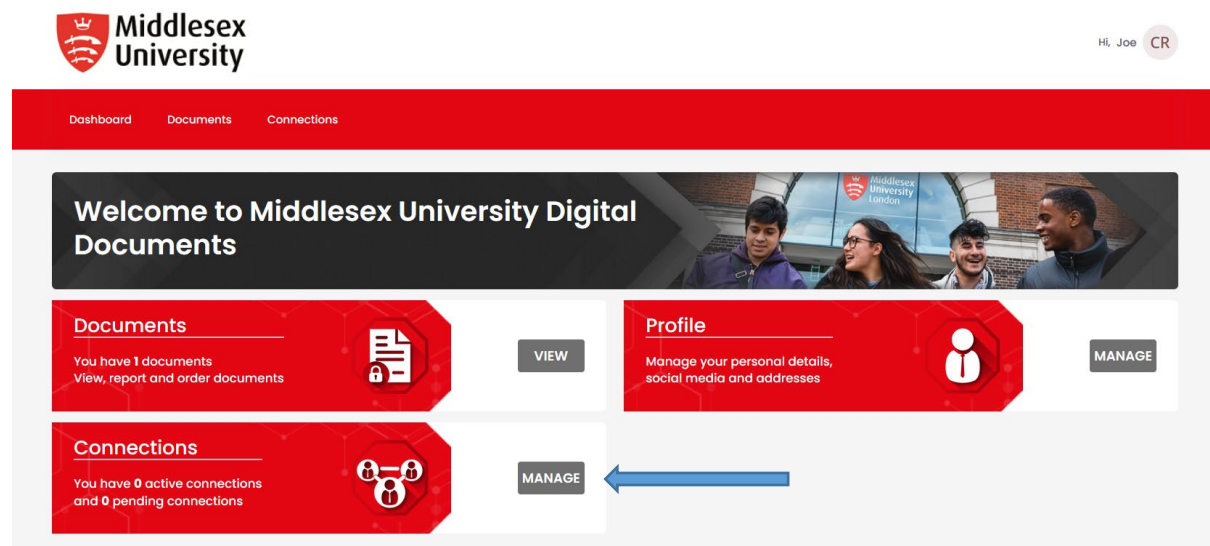 Middlesex
University
Hi, Joe CR
Dashboard Documents Connections
Welcome to Middlesex University Digital
Documents
Middlesex
University
London
Documents
You have 1 documents
View, report and order documents
VIEW
Profile
Manage your personal details,
social media and addresses
MANAGE
Connections
You have 0 active connections
and 0 pending connections
MANAGE